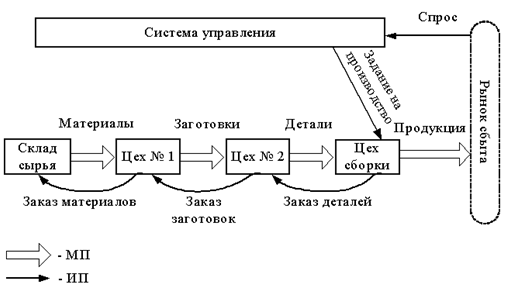 Спрос
Система управления
Задание на
производство
Рынок сбыта
Материалы
Заготовки
Детали
Продукция
Склад
сырья
Цех № 1
Цех № 2
Цех
сборки
Заказ материалов
Заказ
заготовок
Заказ деталей
- МП
- ИП